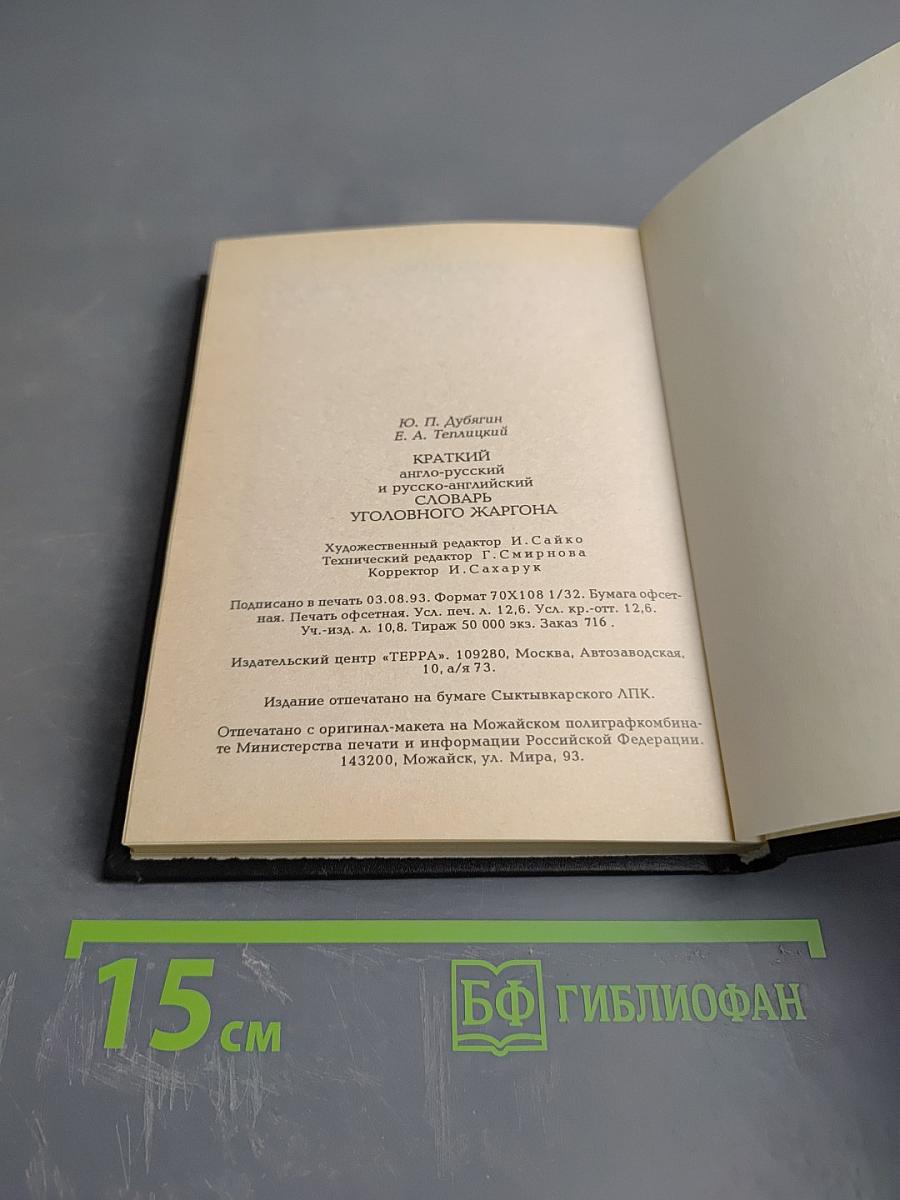 Ю. П. Дубягин
Е. А. Теплицкий
КРАТКИЙ
англо-русский
и русско-английский
СЛОВАРЬ
УГОЛОВНОГО ЖАРГОНА
Художественный редактор И. Сайко
Технический редактор Г. Смирнова
Корректор И. Сахарук
Подписано в печать 03.08.93. Формат 70X108 1/32. Бумага офсет-
ная. Печать офсетная. Усл. печ. л. 12,6. Усл. кр.-отт. 12,6.
Уч.-изд. л. 10,8. Тираж 50 000 экз. Заказ 716 .
Издательский центр «ТЕРРА». 109280, Москва, Автозаводская,
10, а/я 73.
Издание отпечатано на бумаге Сыктывкарского ЛПК.
Отпечатано с оригинал-макета на Можайском полиграфкомбина-
те Министерства печати и информации Российской Федерации.
143200, Можайск, ул. Мира, 93.
15 см
БФ ГИБЛИОФАН